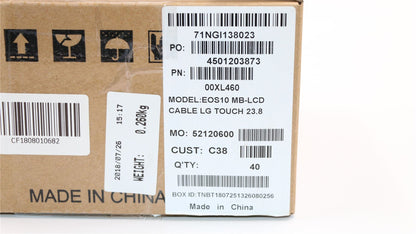 71NGI138023
PO:
4501203873
PN:
00XL460
MODEL:EOS10 MB-LCD
CABLE LG TOUCH 23.8
MO: 52120600
CUST: C38
Q'TY: 40
BOX ID:TNBT1807251326080256
Made in China
2018/07/26 15:17
WEIGHT: 0.260kg
CF1808010682
MADE IN CHINA